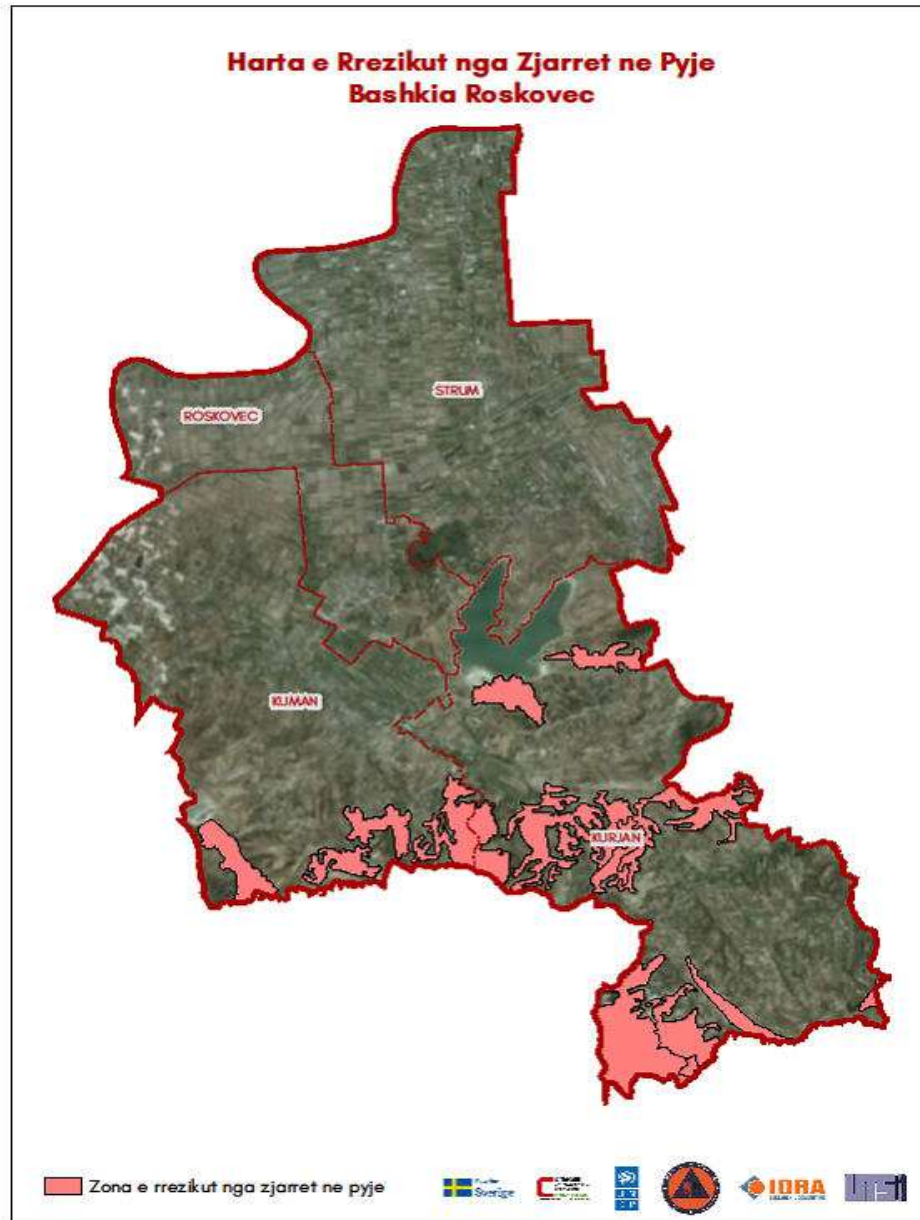 Harta e Rrezikut nga Zjarret ne Pyje
Bashkia Roskovec
STRUM
ROSKOVEC
KUMAN
KURJAN
Zona e rrezikut nga zjarret ne pyje
Sverige
IDRA